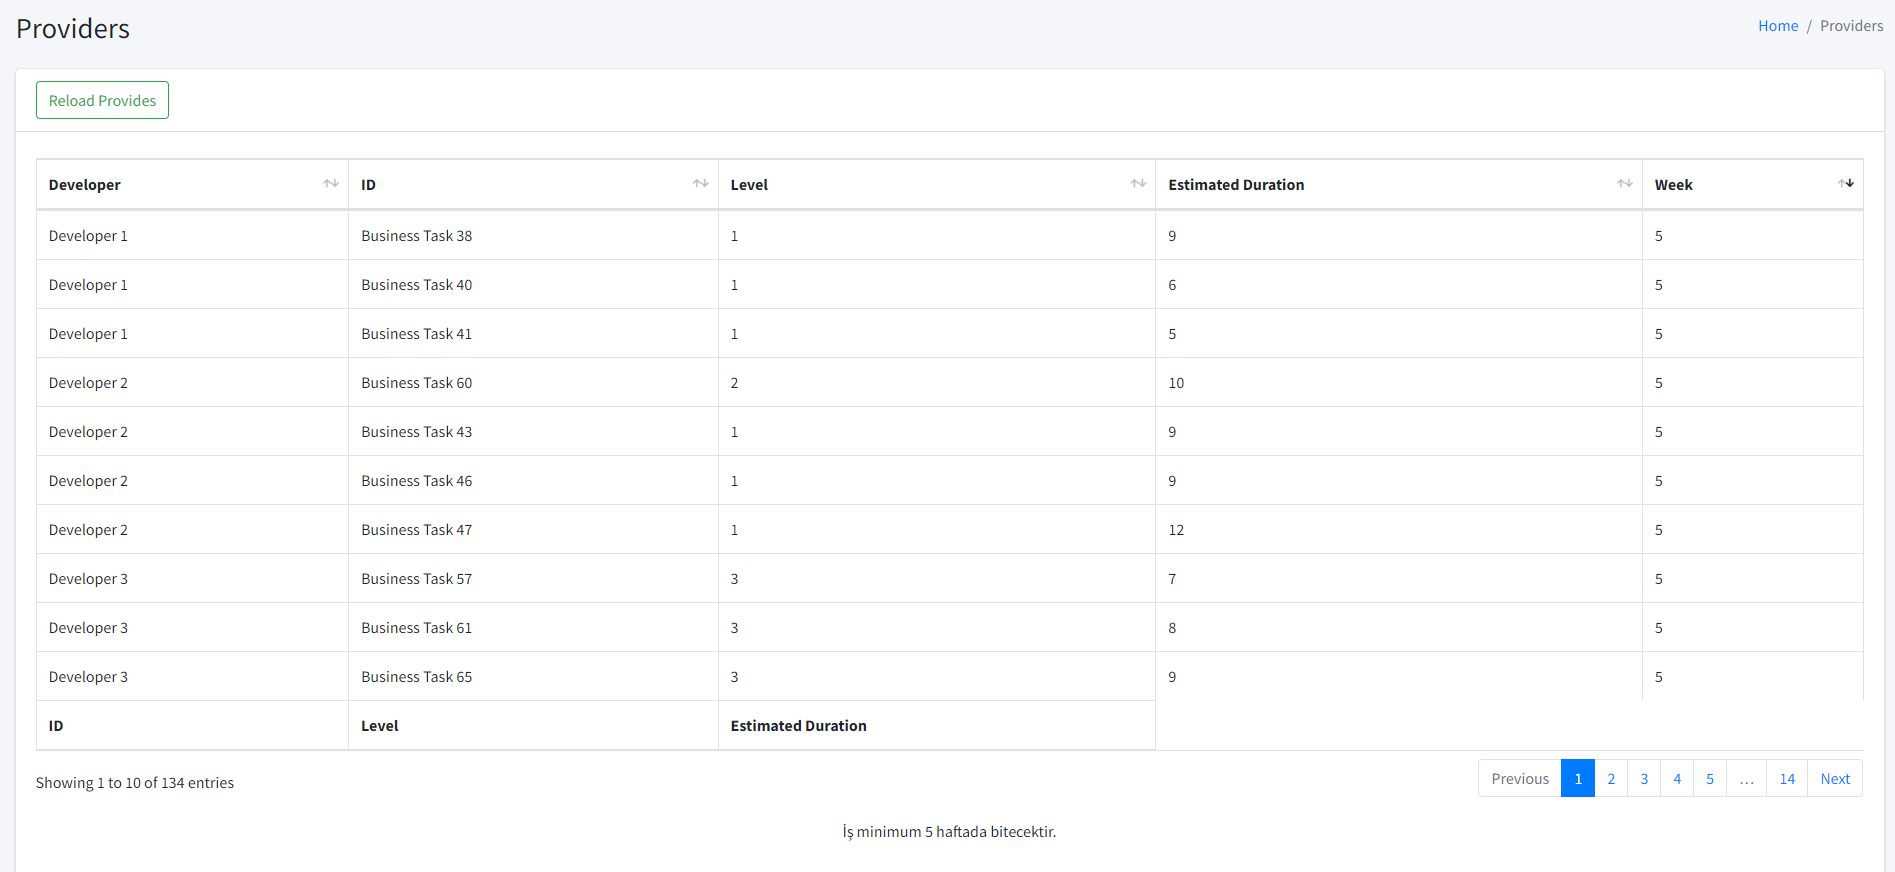 Providers
Home / Providers
Reload Provides
Developer ID Level Estimated Duration Week
Developer 1 Business Task 38 1 9 5
Developer 1 Business Task 40 1 6 5
Developer 1 Business Task 41 1 5 5
Developer 2 Business Task 60 2 10 5
Developer 2 Business Task 43 1 9 5
Developer 2 Business Task 46 1 9 5
Developer 2 Business Task 47 1 12 5
Developer 3 Business Task 57 3 7 5
Developer 3 Business Task 61 3 8 5
Developer 3 Business Task 65 3 9 5
ID Level Estimated Duration
Showing 1 to 10 of 134 entries
Previous 1 2 3 4 5 … 14 Next
İş minimum 5 haftada bitecektir.